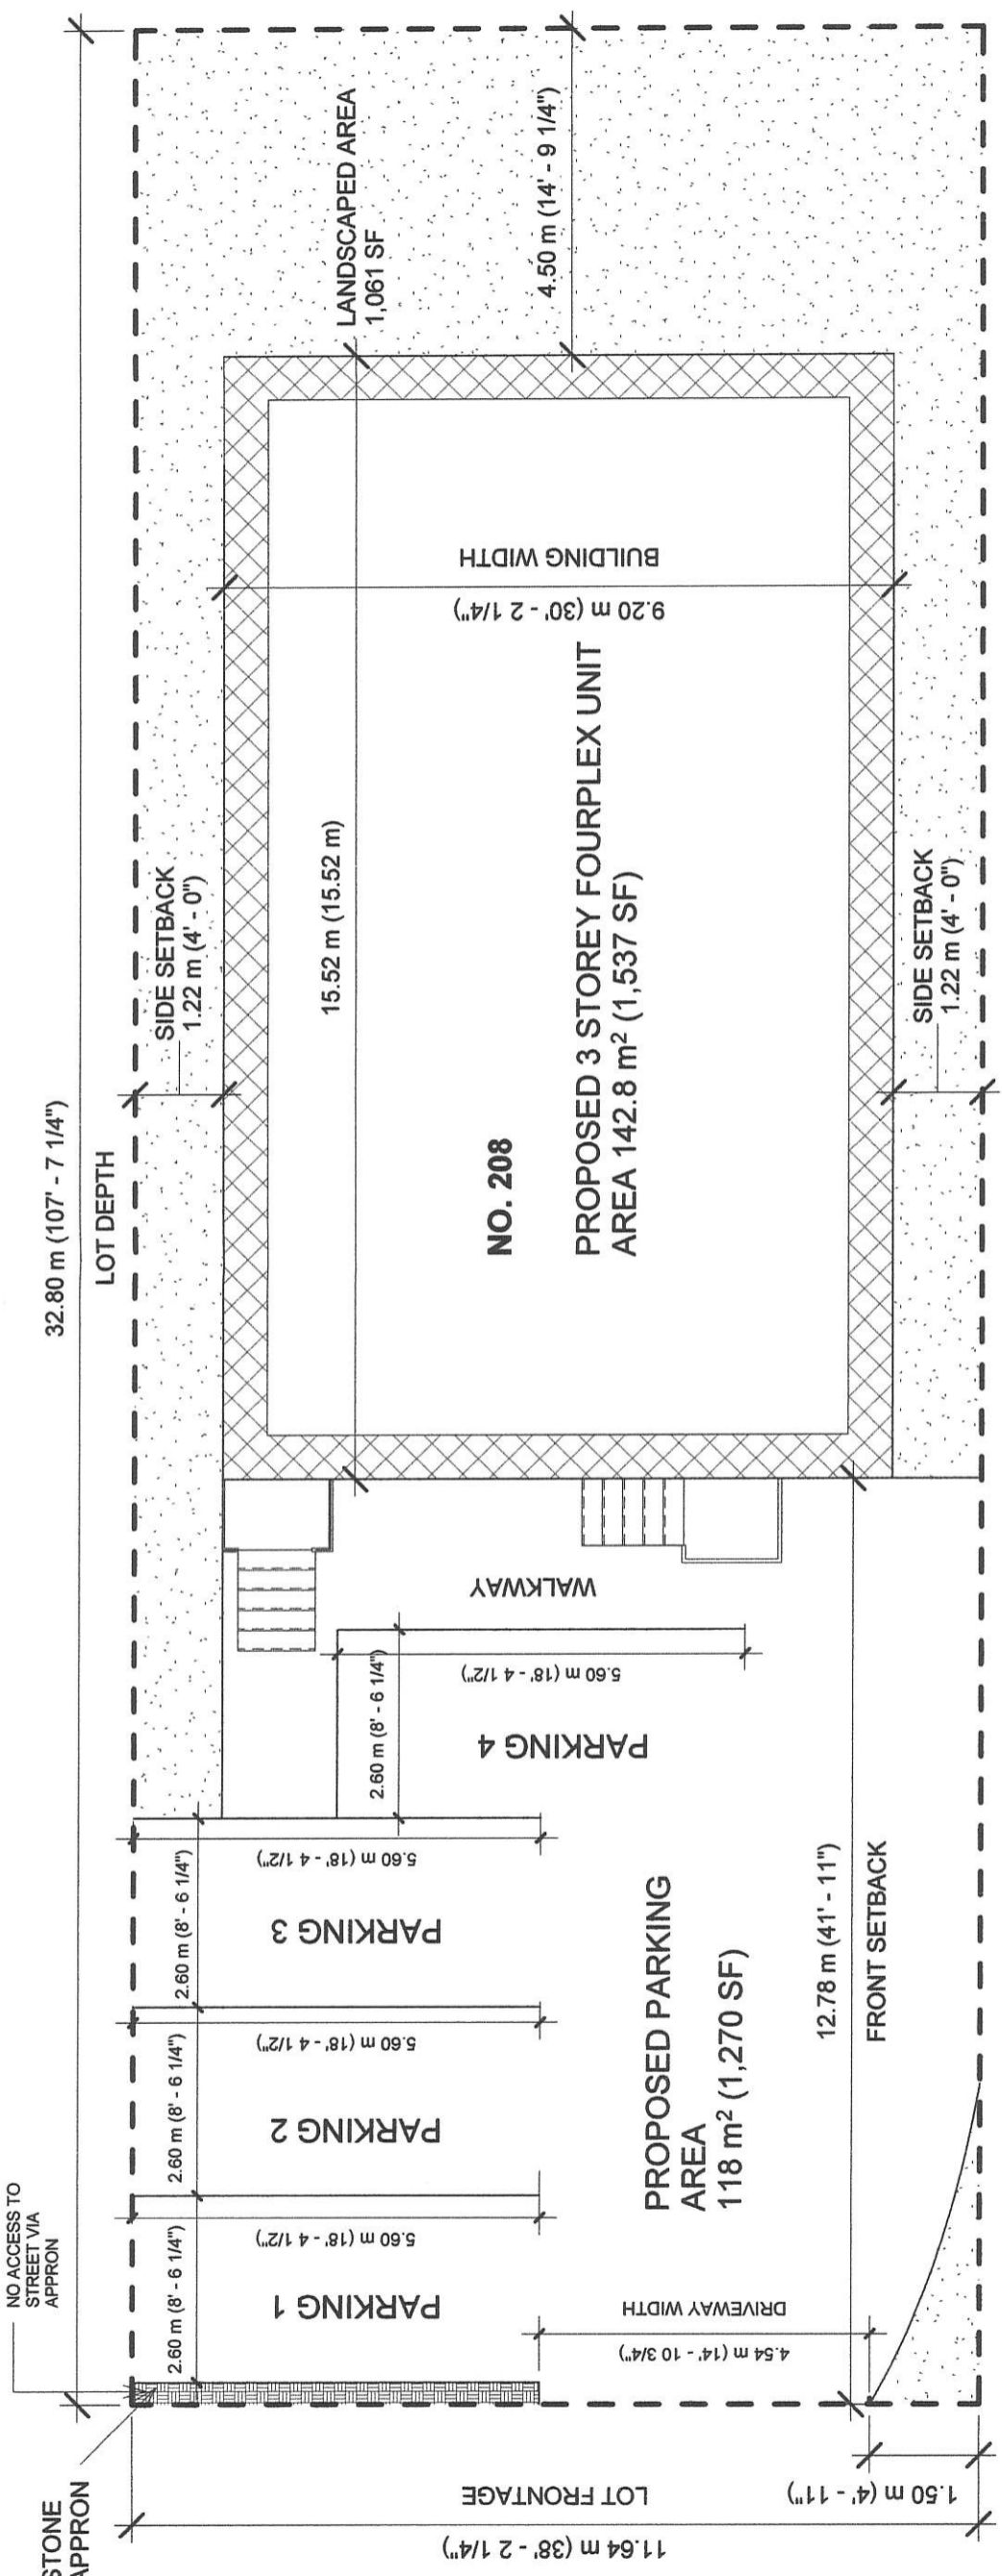 32.80 m (107' - 7 1/4")
LOT DEPTH
NO ACCESS TO
STREET VIA
APPRON
STONE
APPRON
SIDE SETBACK
1.22 m (4' - 0")
LANDSCAPED AREA
1,061 SF
4.50 m (14' - 9 1/4")
15.52 m (15.52 m)
BUILDING WIDTH
9.20 m (30' - 2 1/4")
NO. 208
PROPOSED 3 STOREY FOURPLEX UNIT
AREA 142.8 m² (1,537 SF)
SIDE SETBACK
1.22 m (4' - 0")
WALKWAY
5.60 m (18' - 4 1/2")
2.60 m (8' - 6 1/4")
PARKING 4
2.60 m (8' - 6 1/4")
5.60 m (18' - 4 1/2")
PARKING 3
2.60 m (8' - 6 1/4")
5.60 m (18' - 4 1/2")
PARKING 2
2.60 m (8' - 6 1/4")
5.60 m (18' - 4 1/2")
PARKING 1
PROPOSED PARKING
AREA
118 m² (1,270 SF)
12.78 m (41' - 11")
FRONT SETBACK
DRIVEWAY WIDTH
4.54 m (14' - 10 3/4")
LOT FRONTAGE
11.64 m (38' - 2 1/4")
1.50 m (4' - 11")